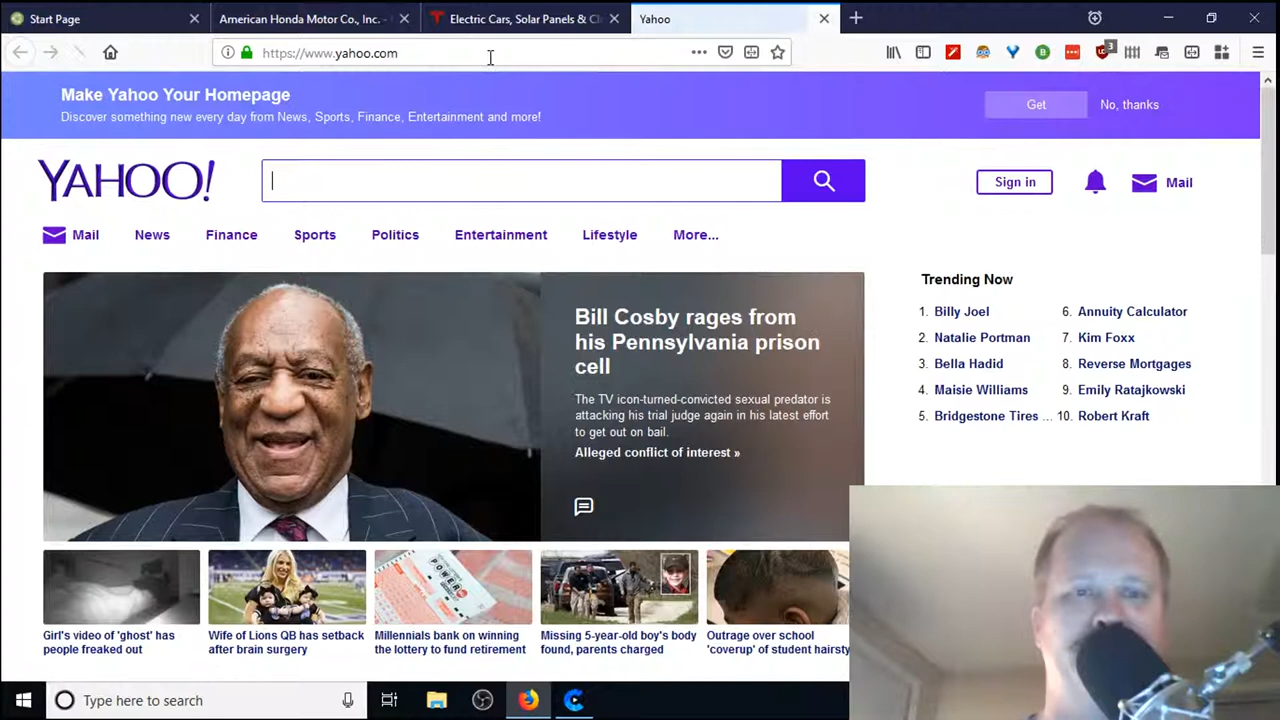 Start Page
American Honda Motor Co., Inc. -
Electric Cars, Solar Panels & Cl
Yahoo
https://www.yahoo.com
3
Make Yahoo Your Homepage
Discover something new every day from News, Sports, Finance, Entertainment and more!
Get
No, thanks
YAHOO!
Sign in
Mail
Mail
News
Finance
Sports
Politics
Entertainment
Lifestyle
More...
Bill Cosby rages from
his Pennsylvania prison
cell
The TV icon-turned-convicted sexual predator is
attacking his trial judge again in his latest effort
to get out on bail.
Alleged conflict of interest »
Trending Now
1. Billy Joel
2. Natalie Portman
3. Bella Hadid
4. Maisie Williams
5. Bridgestone Tires ...
6. Annuity Calculator
7. Kim Foxx
8. Reverse Mortgages
9. Emily Ratajkowski
10. Robert Kraft
POWER
Girl's video of 'ghost' has
people freaked out
Wife of Lions QB has setback
after brain surgery
Millennials bank on winning
the lottery to fund retirement
Missing 5-year-old boy's body
found, parents charged
Outrage over school
'coverup' of student hairsty
Type here to search